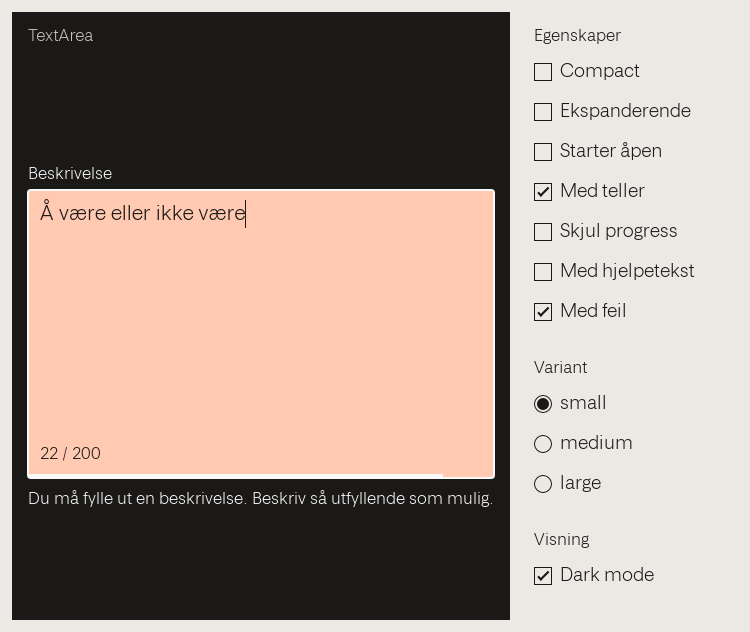 TextArea
Beskrivelse
Å være eller ikke være
22 / 200
Du må fylle ut en beskrivelse. Beskriv så utfyllende som mulig.
Egenskaper
Compact
Ekspanderende
Starter åpen
Med teller
Skjul progress
Med hjelpetekst
Med feil
Variant
small
medium
large
Visning
Dark mode